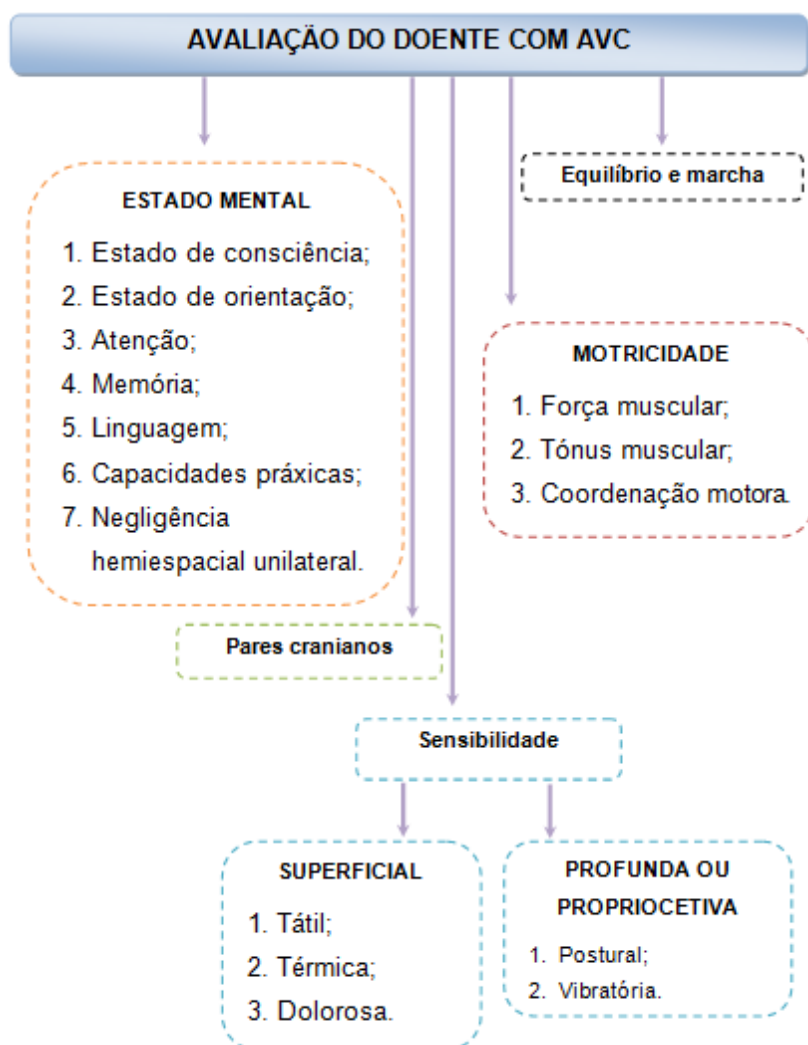 AVALIAÇÃO DO DOENTE COM AVC
ESTADO MENTAL
1. Estado de consciência;
2. Estado de orientação;
3. Atenção;
4. Memória;
5. Linguagem;
6. Capacidades práxicas;
7. Negligência
hemiespacial unilateral.
Equilíbrio e marcha
MOTRICIDADE
1. Força muscular;
2. Tónus muscular;
3. Coordenação motora.
Pares cranianos
Sensibilidade
SUPERFICIAL
1. Tátil;
2. Térmica;
3. Dolorosa.
PROFUNDA OU
PROPRIOCETIVA
1. Postural;
2. Vibratória.